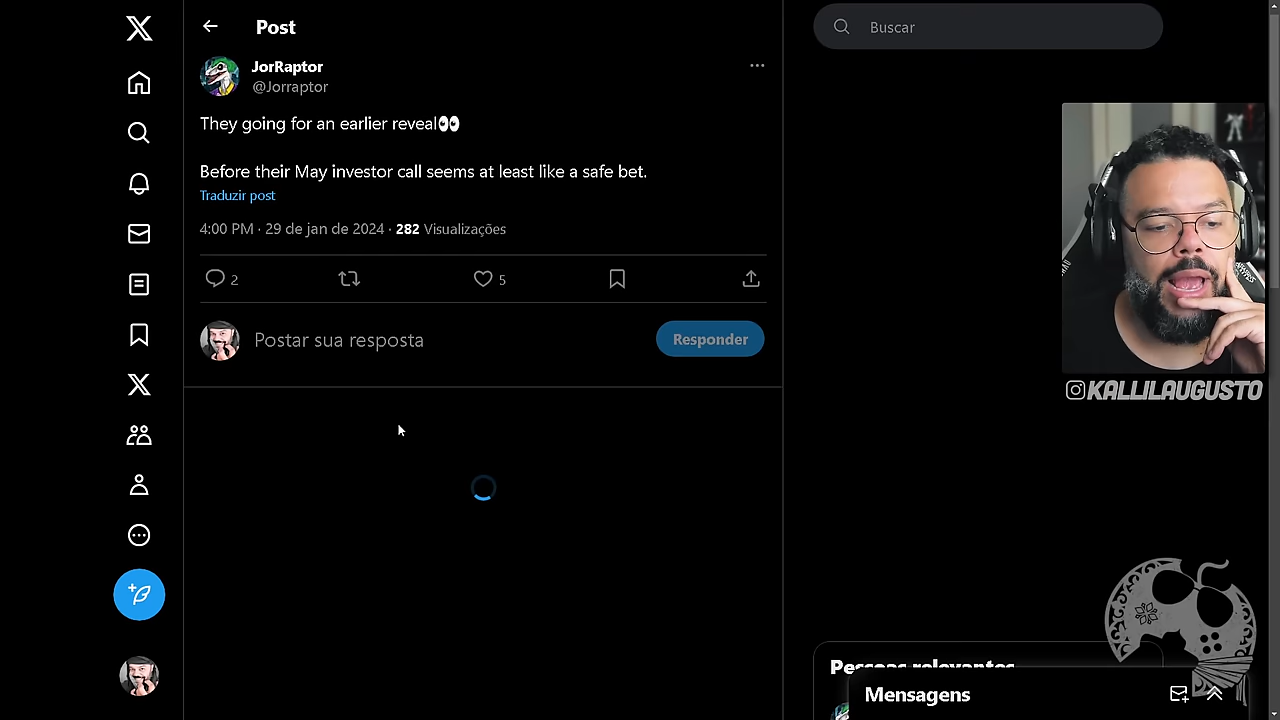 Post
Buscar
JorRaptor
@Jorraptor
They going for an earlier reveal👀
Before their May investor call seems at least like a safe bet.
Traduzir post
4:00 PM · 29 de jan de 2024 · 282 Visualizações
2
5
Postar sua resposta
Responder
KALLILAUGUSTO
Pessoas relevantes
Mensagens